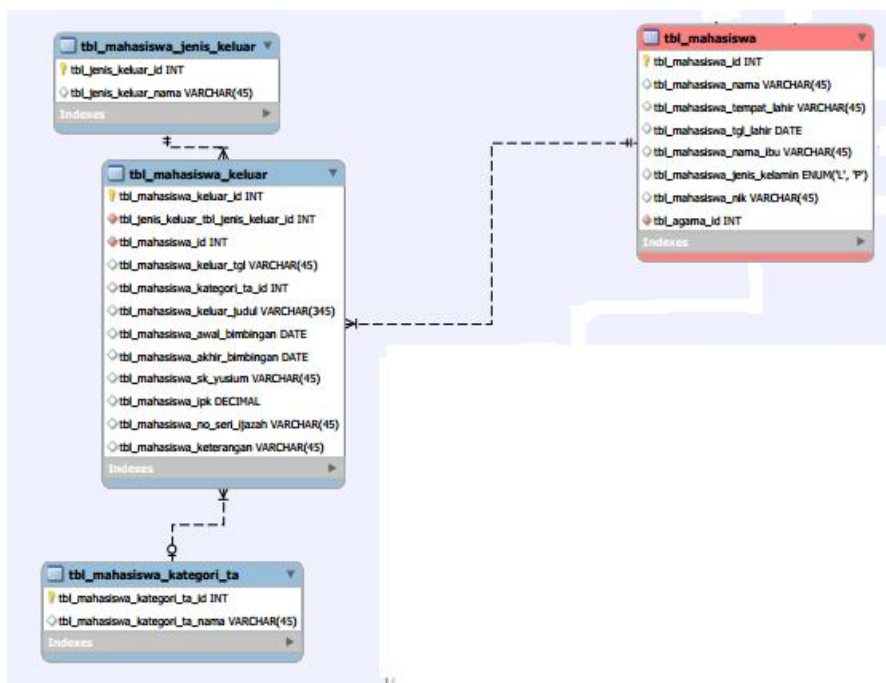 tbl_mahasiswa_jenis_keluar
tbl_jenis_keluar_id INT
tbl_jenis_keluar_nama VARCHAR(45)
Indexes
tbl_mahasiswa
tbl_mahasiswa_id INT
tbl_mahasiswa_nama VARCHAR(45)
tbl_mahasiswa_tempat_lahir VARCHAR(45)
tbl_mahasiswa_tgl_lahir DATE
tbl_mahasiswa_nama_ibu VARCHAR(45)
tbl_mahasiswa_jenis_kelamin ENUM('L', 'P')
tbl_mahasiswa_nik VARCHAR(45)
tbl_agama_id INT
Indexes
tbl_mahasiswa_keluar
tbl_mahasiswa_keluar_id INT
tbl_jenis_keluar_tbl_jenis_keluar_id INT
tbl_mahasiswa_id INT
tbl_mahasiswa_keluar_tgl VARCHAR(45)
tbl_mahasiswa_kategori_ta_id INT
tbl_mahasiswa_keluar_judul VARCHAR(345)
tbl_mahasiswa_awal_bimbingan DATE
tbl_mahasiswa_akhir_bimbingan DATE
tbl_mahasiswa_sk_yusium VARCHAR(45)
tbl_mahasiswa_ipk DECIMAL
tbl_mahasiswa_no_seri_ijazah VARCHAR(45)
tbl_mahasiswa_keterangan VARCHAR(45)
Indexes
tbl_mahasiswa_kategori_ta
tbl_mahasiswa_kategori_ta_id INT
tbl_mahasiswa_kategori_ta_nama VARCHAR(45)
Indexes